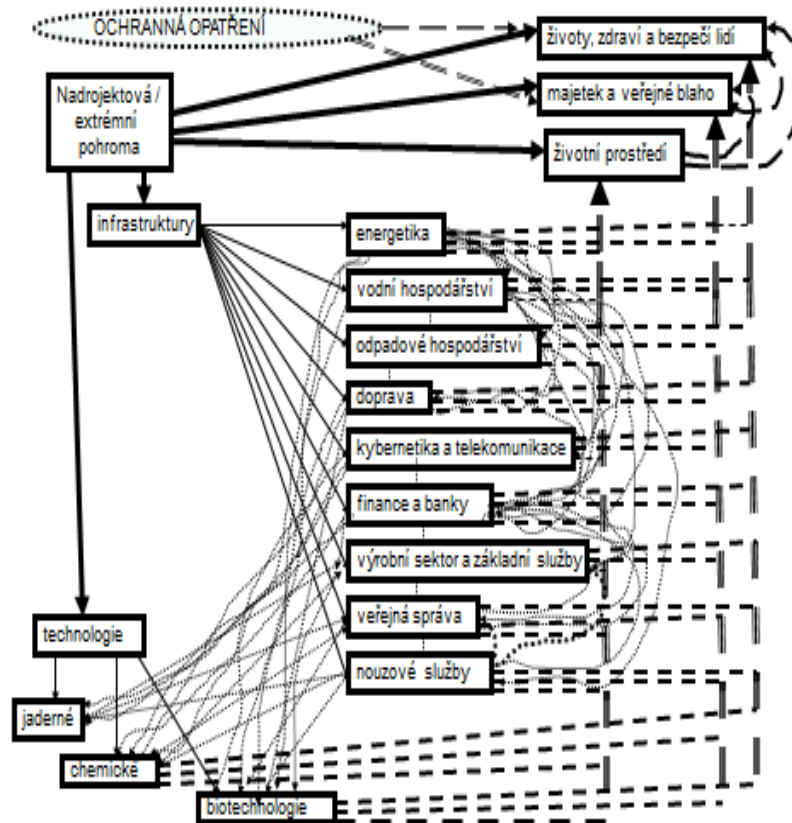 OCHRANNÁ OPATŘENÍ
životy, zdraví a bezpečí lidí
Nadrojektová /
extrémní
pohroma
majetek a veřejné blaho
životní prostředí
infrastruktury
energetika
vodní hospodářství
odpadové hospodářství
doprava
kybernetika a telekomunikace
finance a banky
výrobní sektor a základní služby
veřejná správa
technologie
nouzové služby
jaderné
chemické
biotechnologie